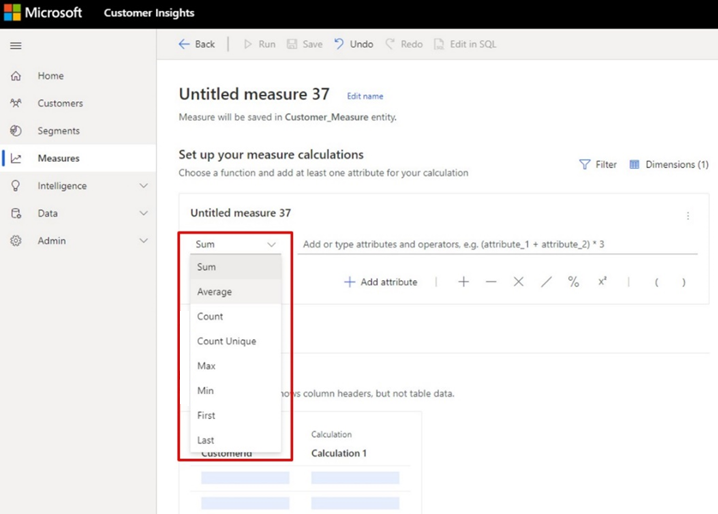 Microsoft Customer Insights
Back Run Save Undo Redo Edit in SQL
Home
Customers
Segments
Measures
Intelligence
Data
Admin
Untitled measure 37 Edit name
Measure will be saved in Customer_Measure entity.
Set up your measure calculations
Choose a function and add at least one attribute for your calculation
Filter Dimensions (1)
Untitled measure 37
Sum Add or type attributes and operators. e.g. (attribute_1 + attribute_2) * 3
+ Add attribute | + — × / % x² | ( )
Sum
Average
Count
Count Unique
Max
Min
First
Last
hows column headers, but not table data.
Calculation
CustomerId Calculation 1